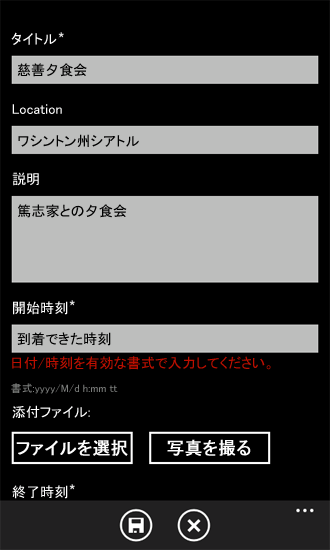 タイトル*
慈善夕食会
Location
ワシントン州シアトル
説明
篤志家との夕食会
開始時刻*
到着できた時刻
日付/時刻を有効な書式で入力してください。
書式:yyyy/M/d h:mm tt
添付ファイル:
ファイルを選択 写真を撮る
終了時刻*